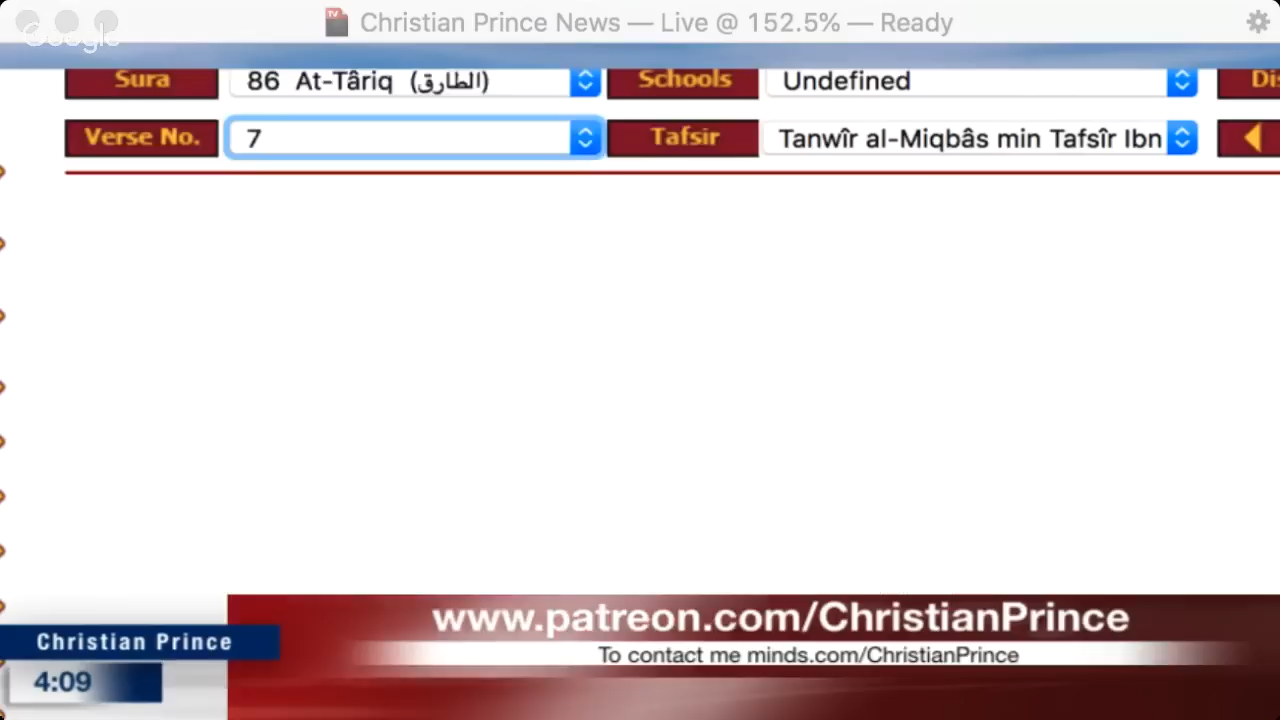 Christian Prince News — Live @ 152.5% — Ready
Google
Sura 86 At-Târiq (الطارق) Schools Undefined
Verse No. 7 Tafsir Tanwîr al-Miqbâs min Tafsîr Ibn
www.patreon.com/ChristianPrince
To contact me minds.com/ChristianPrince
Christian Prince
4:09